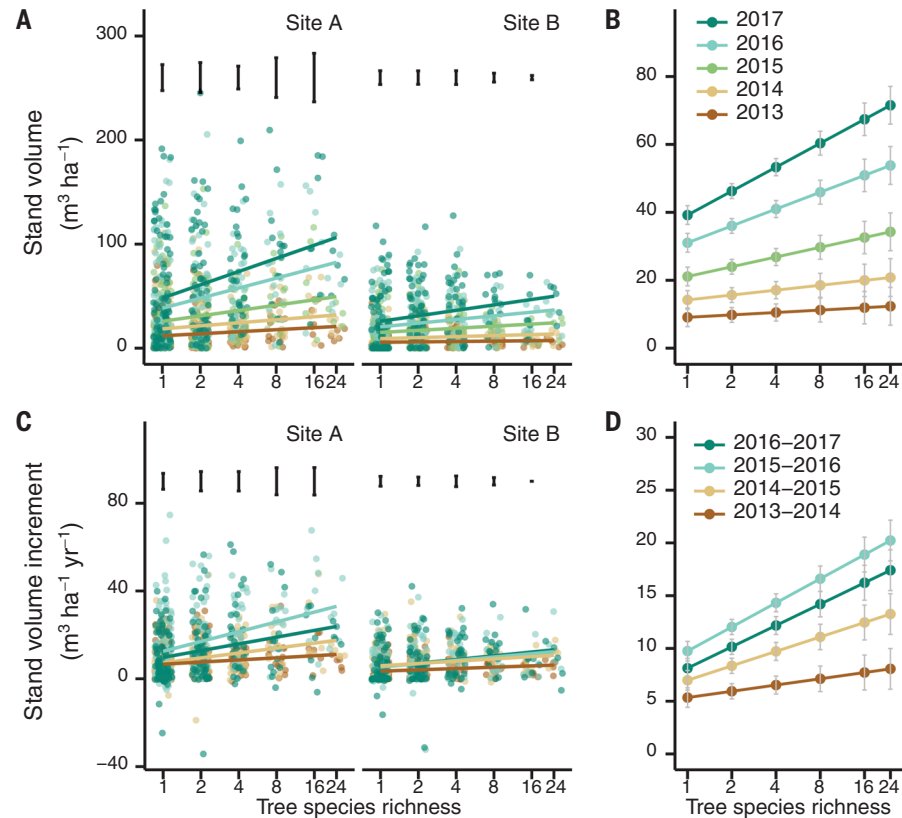 A
Site A
Site B
300
200
100
0
Stand volume
(m³ ha⁻¹)
1 2 4 8 16 24
1 2 4 8 16 24
B
2017
2016
2015
2014
2013
80
60
40
20
0
1 2 4 8 16 24
C
Site A
Site B
80
40
0
−40
Stand volume increment
(m³ ha⁻¹ yr⁻¹)
1 2 4 8 16 24
1 2 4 8 16 24
Tree species richness
D
30
25
20
15
10
5
0
2016–2017
2015–2016
2014–2015
2013–2014
1 2 4 8 16 24
Tree species richness